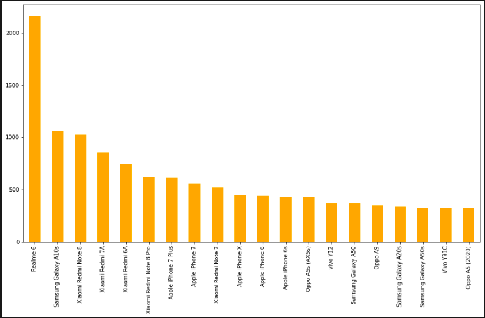 2000
1500
1000
500
0
Realme 6
Samsung Galaxy A10s
Xiaomi Redmi Note 8
Xiaomi Redmi 7A
Xiaomi Redmi 6A
Xiaomi Redmi Note 8 Pro
Apple iPhone 7 Plus
Apple iPhone 7
Xiaomi Redmi Note 7
Apple iPhone X
Apple iPhone 6
Apple iPhone 6s
Oppo A5s
Vivo Y12
Samsung Galaxy A50
Oppo A9
Samsung Galaxy A20s
Samsung Galaxy A50s
Vivo Y91C
Oppo A5 (2020)